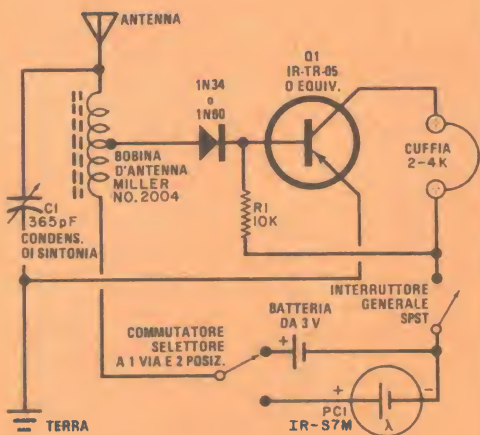 ANTENNA
Q1
IR-TR-05
O EQUIV.
1N34
o
1N60
BOBINA
D'ANTENNA
MILLER
NO. 2004
CUFFIA
2-4K
C1
365pF
CONDENS.
DI SINTONIA
R1
10K
INTERRUTTORE
GENERALE
SPST
BATTERIA
DA 3 V
COMMUTATORE
SELETTORE
A 1 VIA E 2 POSIZ.
+
+
-
PC1
λ
IR-S7M
TERRA